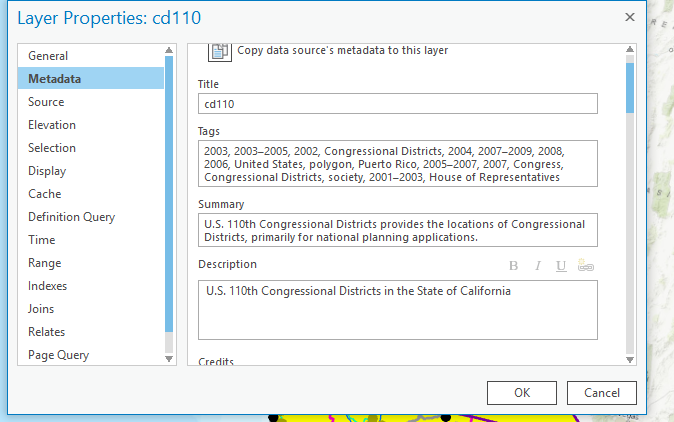 Layer Properties: cd110
General
Metadata
Source
Elevation
Selection
Display
Cache
Definition Query
Time
Range
Indexes
Joins
Relates
Page Query
Copy data source's metadata to this layer
Title
cd110
Tags
2003, 2003–2005, 2002, Congressional Districts, 2004, 2007–2009, 2008,
2006, United States, polygon, Puerto Rico, 2005–2007, 2007, Congress,
Congressional Districts, society, 2001–2003, House of Representatives
Summary
U.S. 110th Congressional Districts provides the locations of Congressional
Districts, primarily for national planning applications.
Description
B I U
U.S. 110th Congressional Districts in the State of California
Credits
OK
Cancel